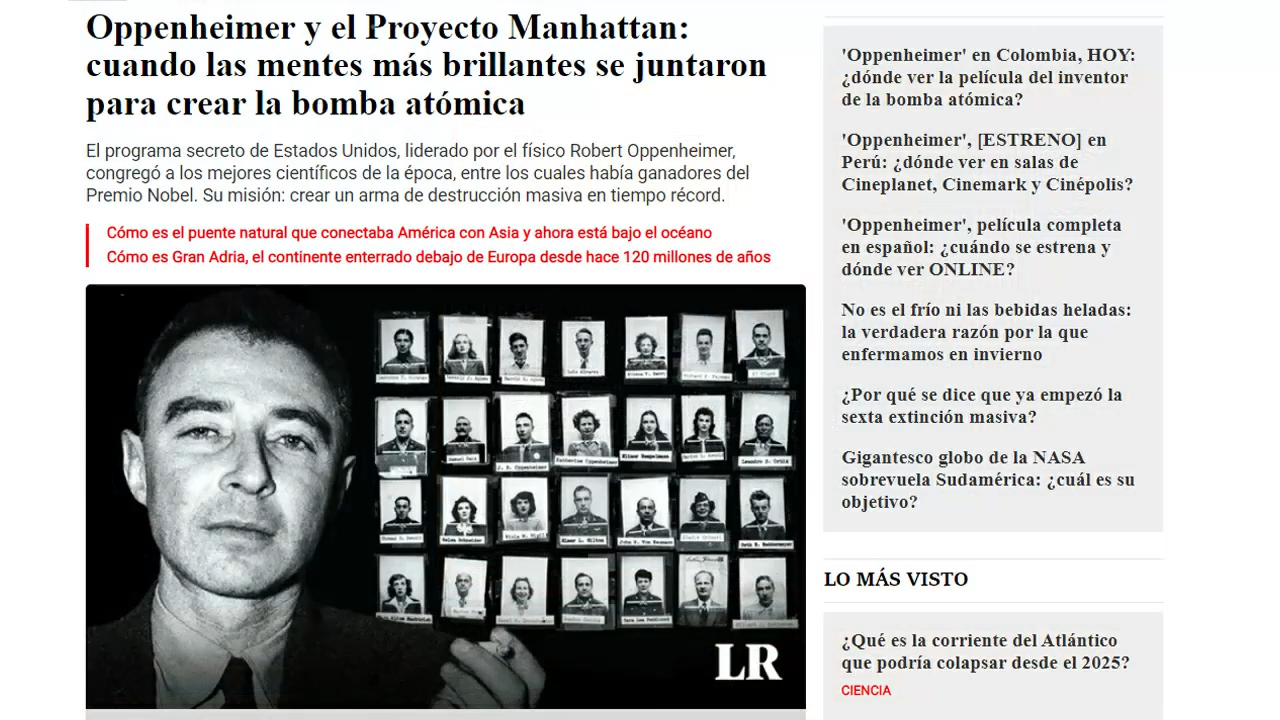 Oppenheimer y el Proyecto Manhattan:
cuando las mentes más brillantes se juntaron
para crear la bomba atómica
El programa secreto de Estados Unidos, liderado por el físico Robert Oppenheimer,
congregó a los mejores científicos de la época, entre los cuales había ganadores del
Premio Nobel. Su misión: crear un arma de destrucción masiva en tiempo récord.
Cómo es el puente natural que conectaba América con Asia y ahora está bajo el océano
Cómo es Gran Adria, el continente enterrado debajo de Europa desde hace 120 millones de años
LR
'Oppenheimer' en Colombia, HOY:
¿dónde ver la película del inventor
de la bomba atómica?
'Oppenheimer', [ESTRENO] en
Perú: ¿dónde ver en salas de
Cineplanet, Cinemark y Cinépolis?
'Oppenheimer', película completa
en español: ¿cuándo se estrena y
dónde ver ONLINE?
No es el frío ni las bebidas heladas:
la verdadera razón por la que
enfermamos en invierno
¿Por qué se dice que ya empezó la
sexta extinción masiva?
Gigantesco globo de la NASA
sobrevuela Sudamérica: ¿cuál es su
objetivo?
LO MÁS VISTO
¿Qué es la corriente del Atlántico
que podría colapsar desde el 2025?
CIENCIA